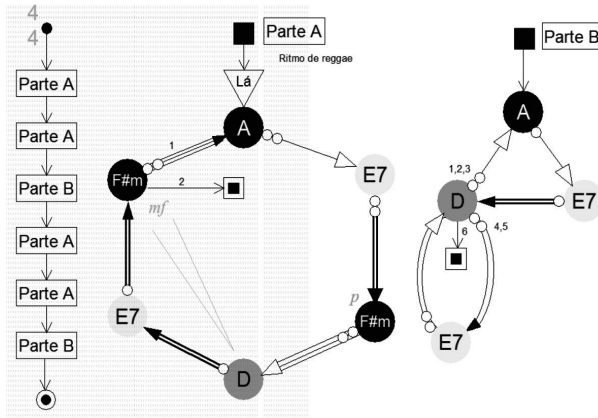 4
4
Parte A
Parte A
Parte B
Parte A
Parte A
Parte B
Parte A
Ritmo de reggae
Lá
A
1
F#m
2
mf
E7
p
F#m
E7
D
Parte B
A
1,2,3
E7
D
6
4,5
E7